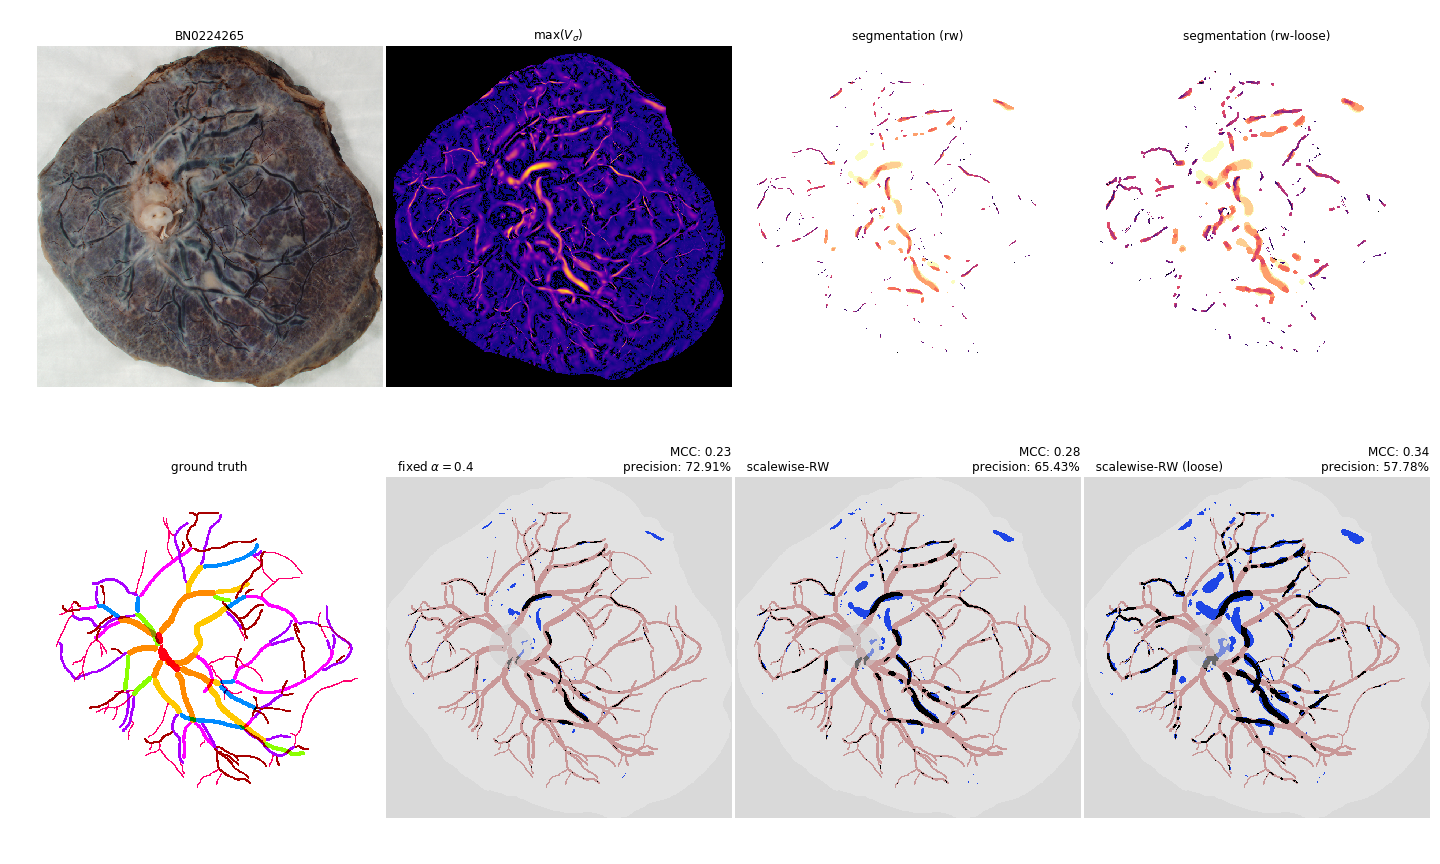 BN0224265
max(V_σ)
segmentation (rw)
segmentation (rw-loose)
ground truth
fixed α = 0.4
MCC: 0.23
precision: 72.91%
scalewise-RW
MCC: 0.28
precision: 65.43%
scalewise-RW (loose)
MCC: 0.34
precision: 57.78%